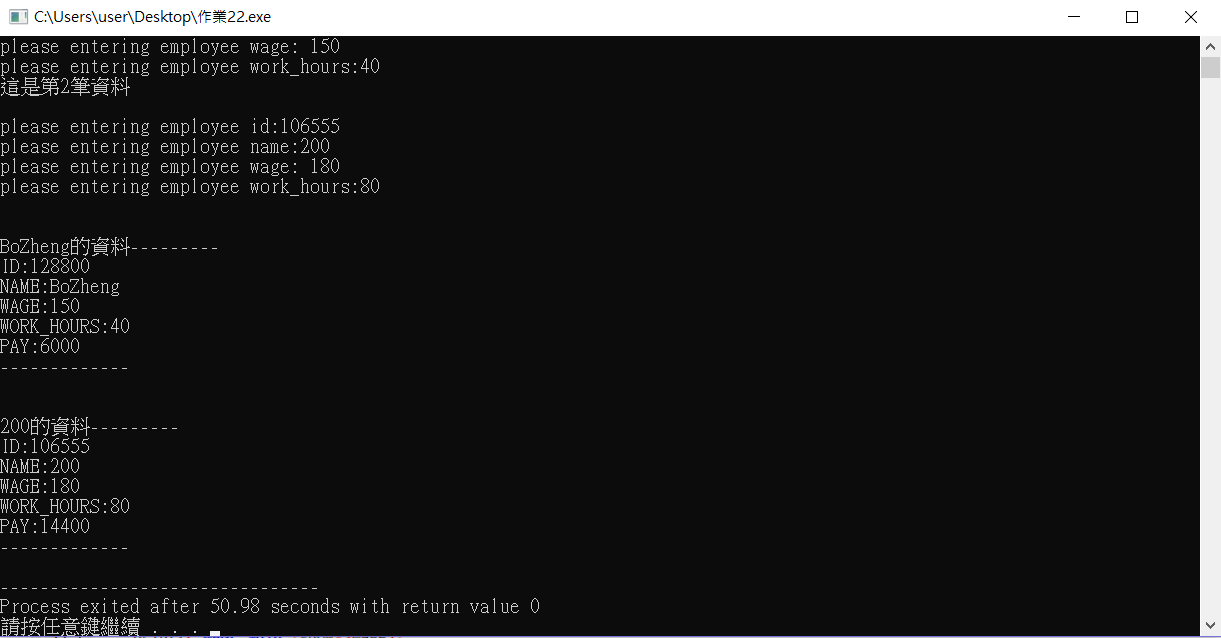 C:\Users\user\Desktop\作業22.exe
please entering employee wage: 150
please entering employee work_hours:40
這是第2筆資料
please entering employee id:106555
please entering employee name:200
please entering employee wage: 180
please entering employee work_hours:80
BoZheng的資料---------
ID:128800
NAME:BoZheng
WAGE:150
WORK_HOURS:40
PAY:6000
-------------
200的資料---------
ID:106555
NAME:200
WAGE:180
WORK_HOURS:80
PAY:14400
-------------
--------------------------------
Process exited after 50.98 seconds with return value 0
請按任意鍵繼續 . . . .